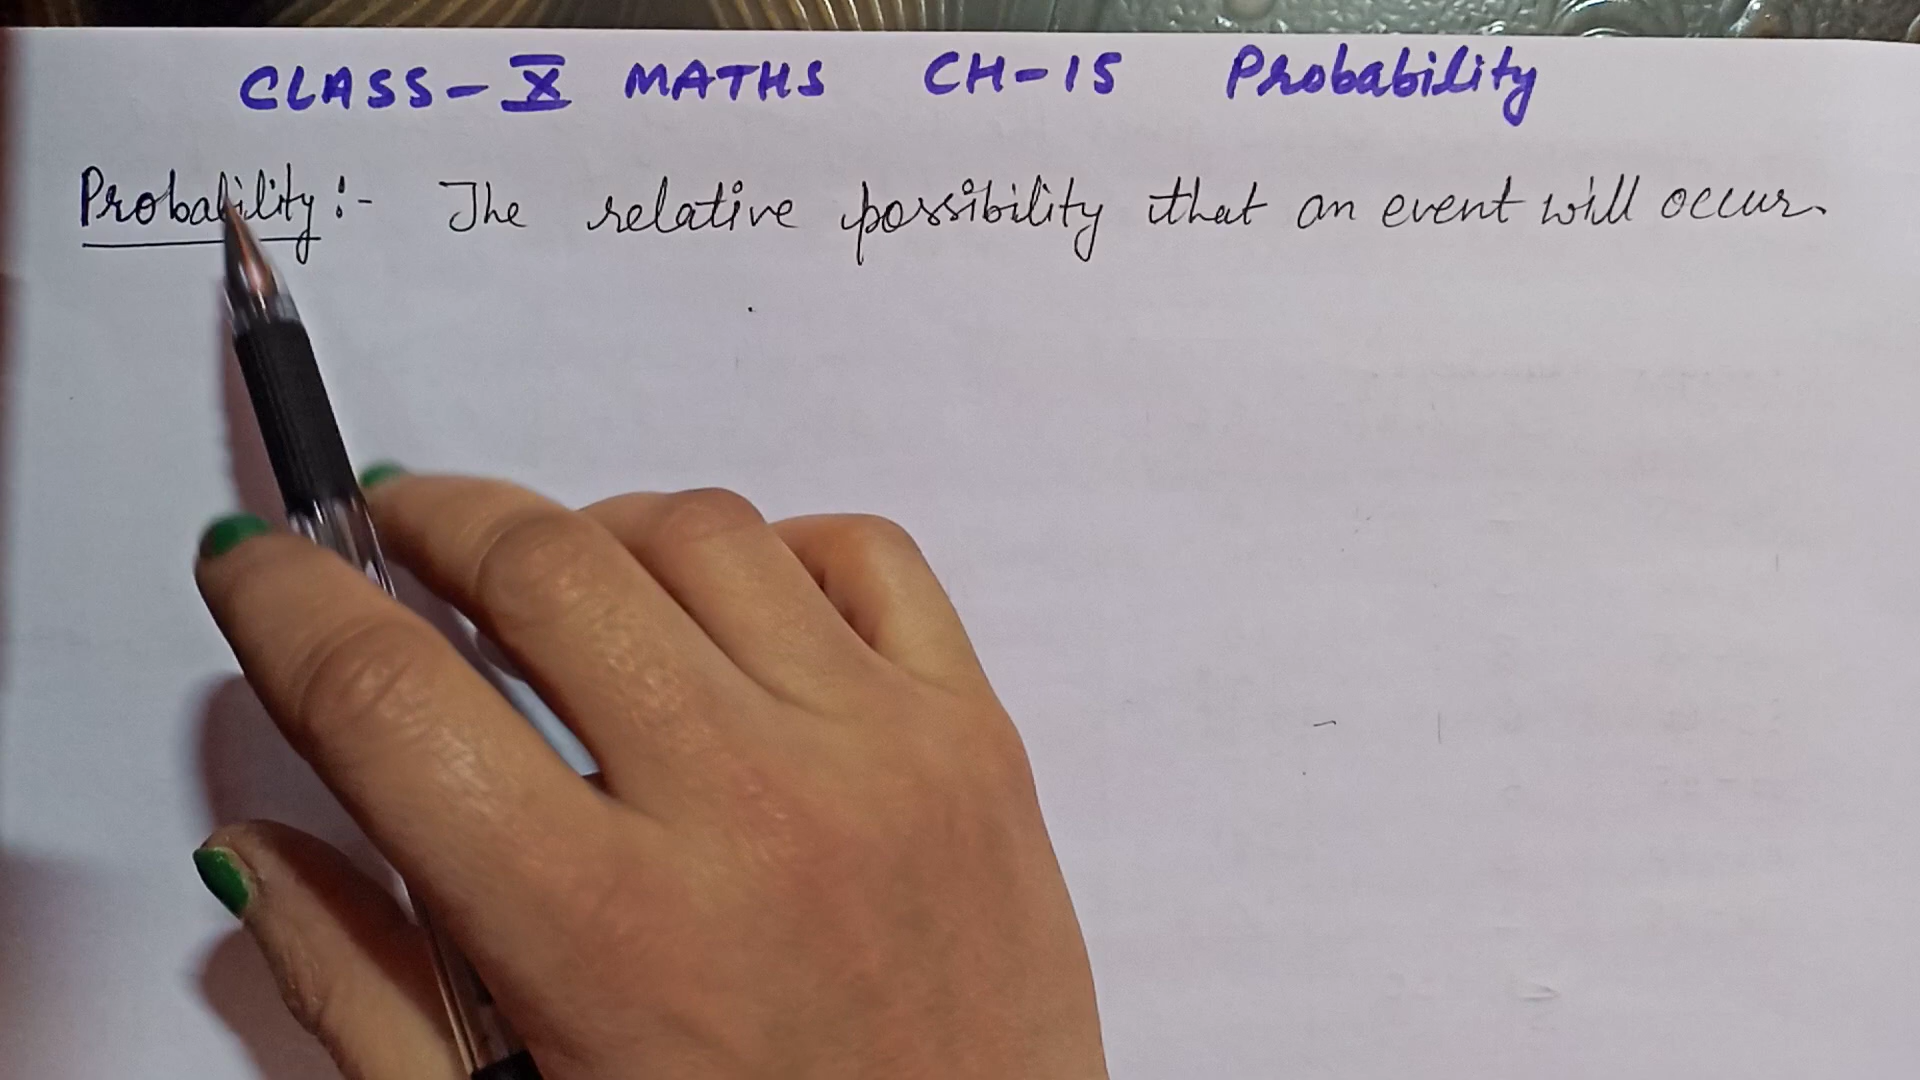 CLASS-X MATHS CH-15 Probability
Probability:- The relative possibility that an event will occur.